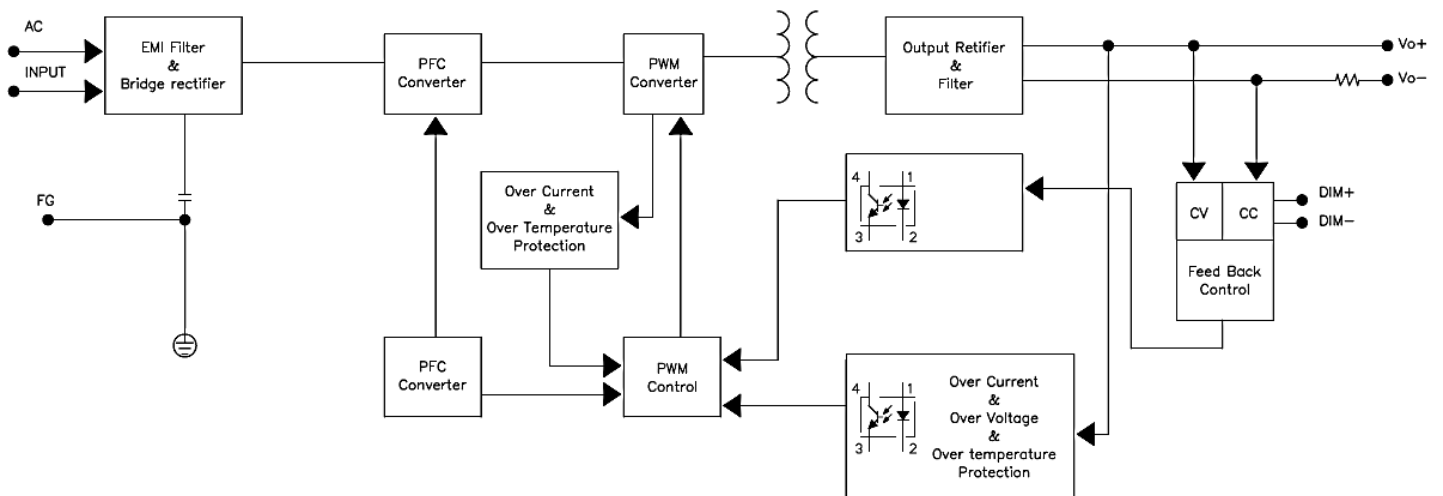 AC
INPUT
EMI Filter
&
Bridge rectifier
PFC
Converter
PWM
Converter
Output Retifier
&
Filter
Vo+
Vo−
FG
Over Current
&
Over Temperature
Protection
4
1
3
2
CV
CC
DIM+
DIM−
Feed Back
Control
PFC
Converter
PWM
Control
4
1
3
2
Over Current
&
Over Voltage
&
Over temperature
Protection